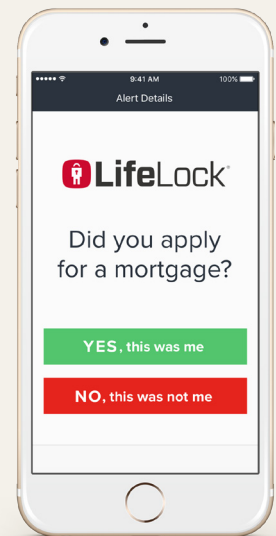 9:41 AM
100%
Alert Details
LifeLock®
Did you apply
for a mortgage?
YES, this was me
NO, this was not me